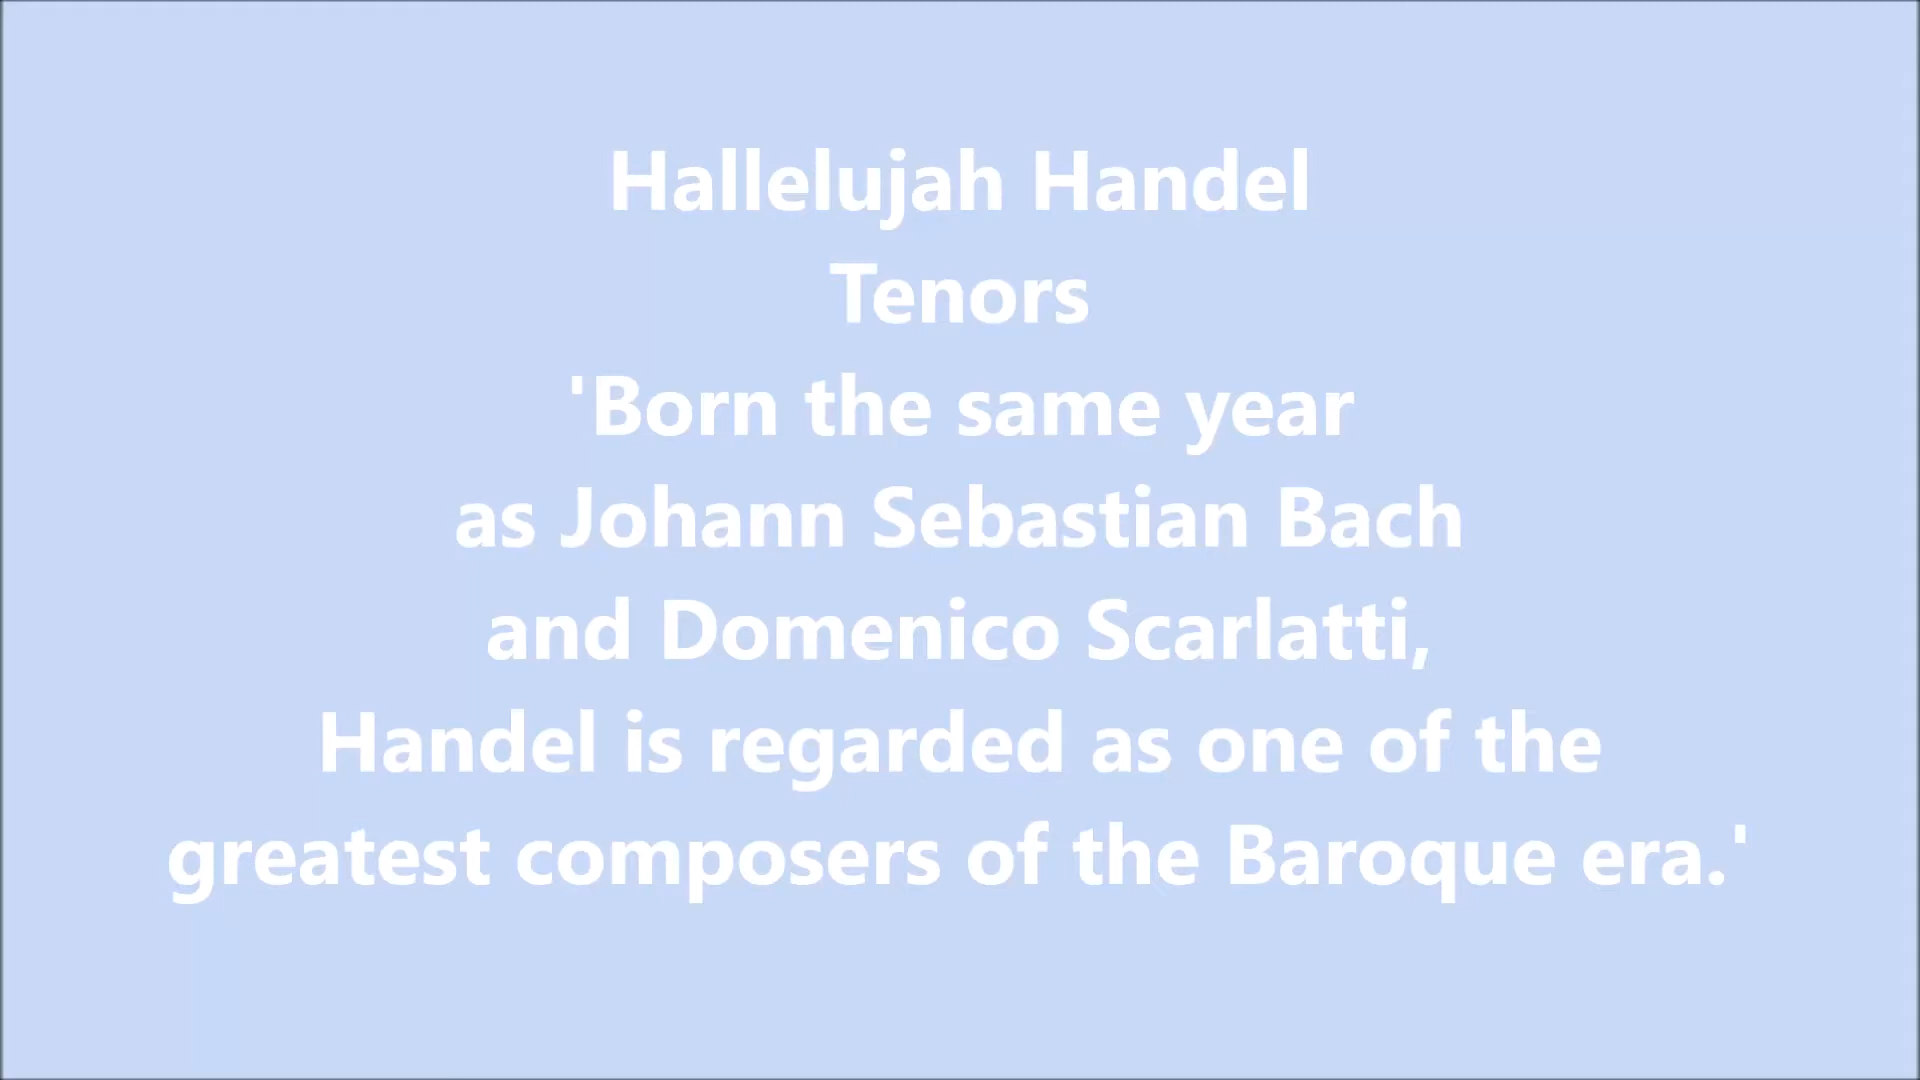 Hallelujah Handel
Tenors
'Born the same year
as Johann Sebastian Bach
and Domenico Scarlatti,
Handel is regarded as one of the
greatest composers of the Baroque era.'